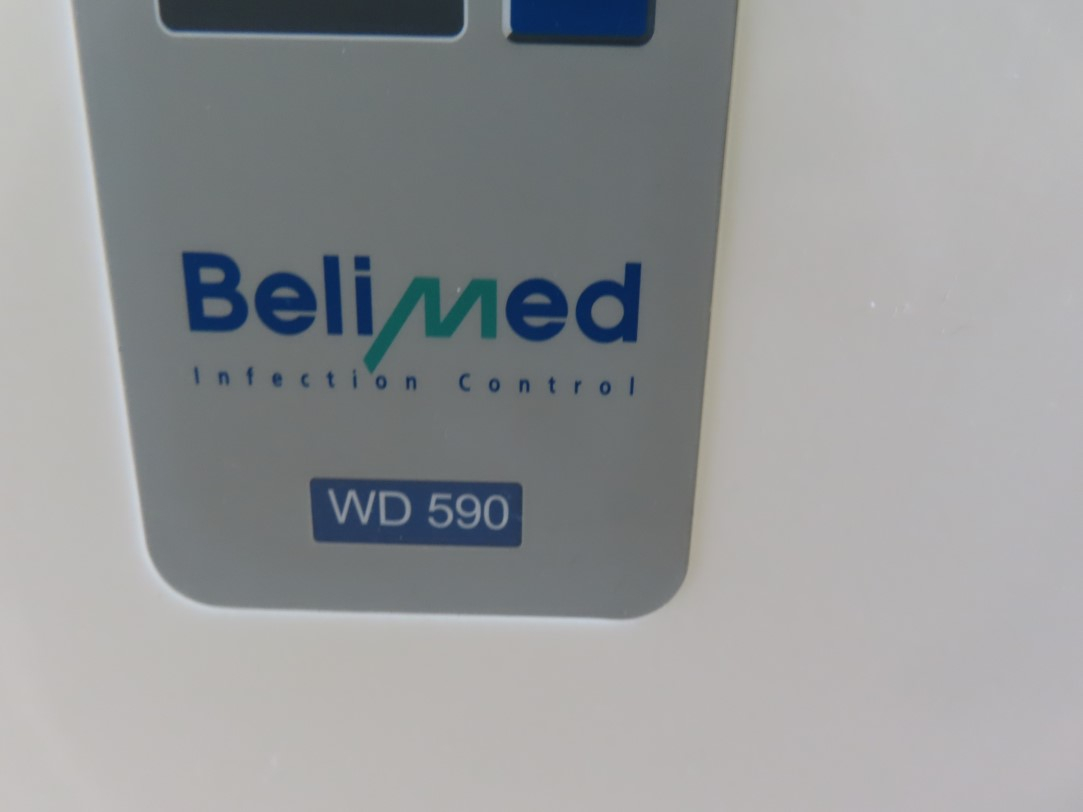 Belimed
Infection Control
WD 590